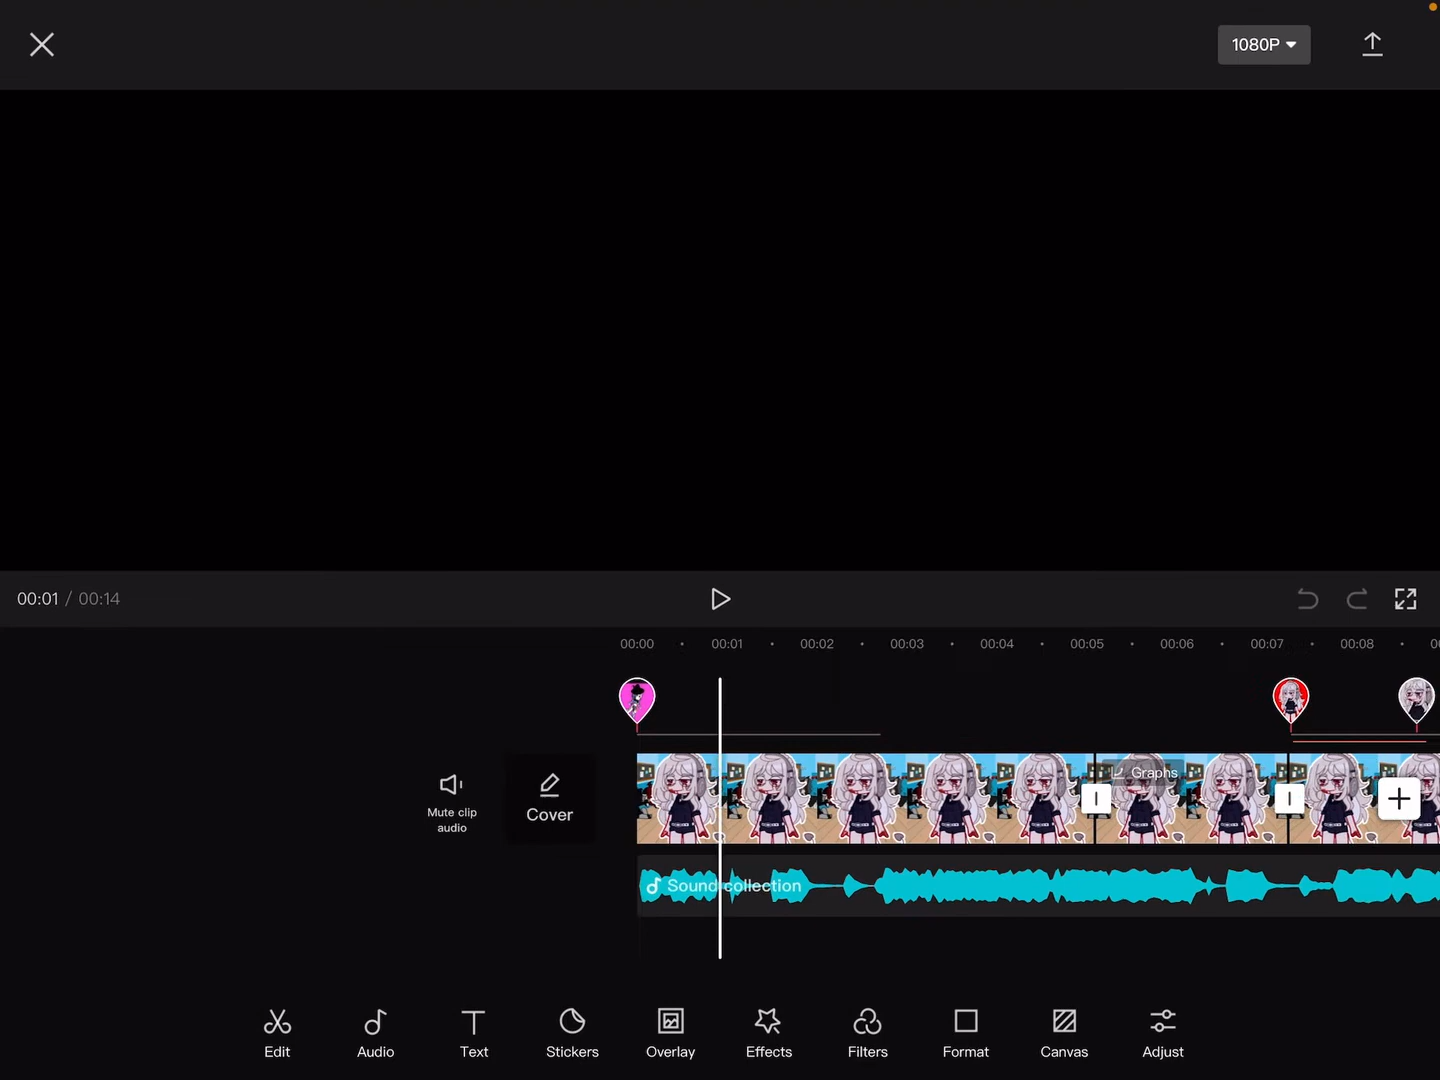 1080P
00:01 / 00:14
00:00 00:01 00:02 00:03 00:04 00:05 00:06 00:07 00:08
Graphs
Mute clip
audio
Cover
Sound collection
Edit Audio Text Stickers Overlay Effects Filters Format Canvas Adjust